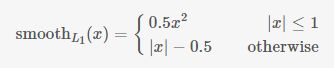 smooth_{L_1}(x) = { 0.5x^2 |x| ≤ 1
|x| − 0.5 otherwise